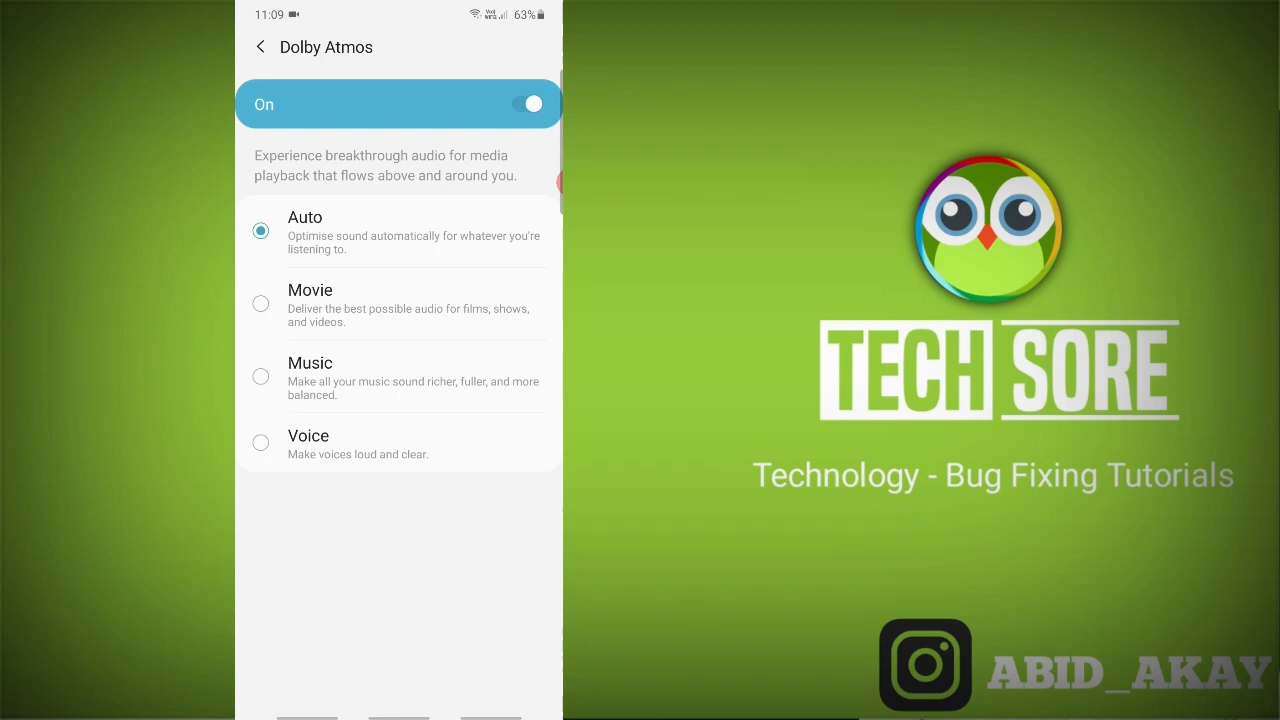 11:09
63%
Dolby Atmos
On
Experience breakthrough audio for media
playback that flows above and around you.
Auto
Optimise sound automatically for whatever you're
listening to.
Movie
Deliver the best possible audio for films, shows,
and videos.
Music
Make all your music sound richer, fuller, and more
balanced.
Voice
Make voices loud and clear.
TECH SORE
Technology - Bug Fixing Tutorials
ABID_AKAY